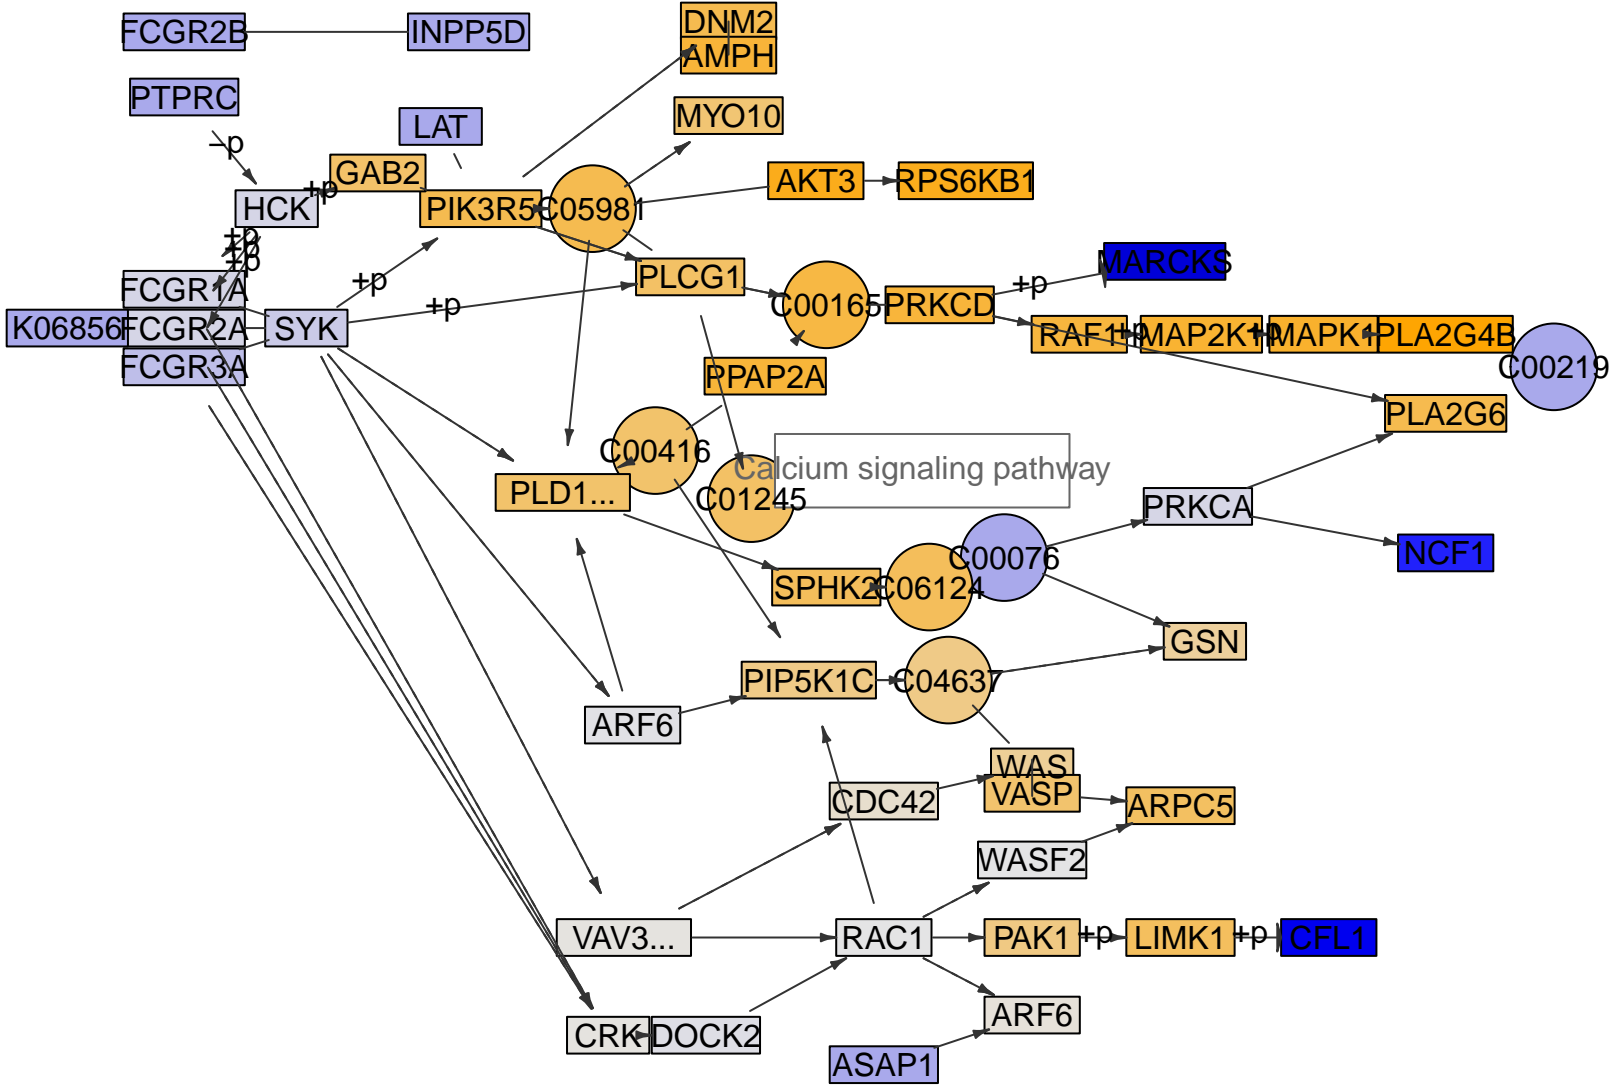 DNM2
FCGR2B
INPP5D
AMPH
PTPRC
MYO10
LAT
–p
GAB2
AKT3
RPS6KB1
+p
HCK
PIK3R5
C05981
+p
+p
+p
MARCKS
PLCG1
+p
+p
+p
FCGR1A
C00165
PRKCD
K06856
FCGR2A
SYK
RAF1
+p
MAP2K1
+p
MAPK1
PLA2G4B
FCGR3A
C00219
PPAP2A
PLA2G6
C00416
Calcium signaling pathway
PLD1...
C01245
PRKCA
C00076
NCF1
SPHK2
C06124
GSN
PIP5K1C
C04637
ARF6
WAS
VASP
CDC42
ARPC5
WASF2
VAV3...
RAC1
PAK1
+p
LIMK1
+p
CFL1
ARF6
CRK
DOCK2
ASAP1